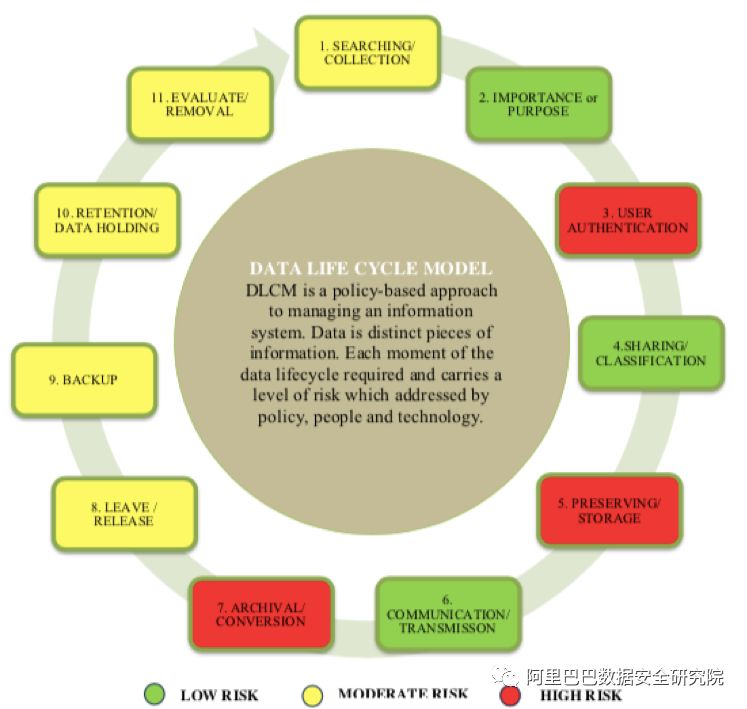 1. SEARCHING/
COLLECTION
2. IMPORTANCE or
PURPOSE
3. USER
AUTHENTICATION
4.SHARING/
CLASSIFICATION
5. PRESERVING/
STORAGE
6.
COMMUNICATION/
TRANSMISSON
7. ARCHIVAL/
CONVERSION
8. LEAVE /
RELEASE
9. BACKUP
10. RETENTION/
DATA HOLDING
11. EVALUATE/
REMOVAL
DATA LIFE CYCLE MODEL
DLCM is a policy-based approach
to managing an information
system. Data is distinct pieces of
information. Each moment of the
data lifecycle required and carries a
level of risk which addressed by
policy, people and technology.
阿里巴巴数据安全研究院
LOW RISK
MODERATE RISK
HIGH RISK